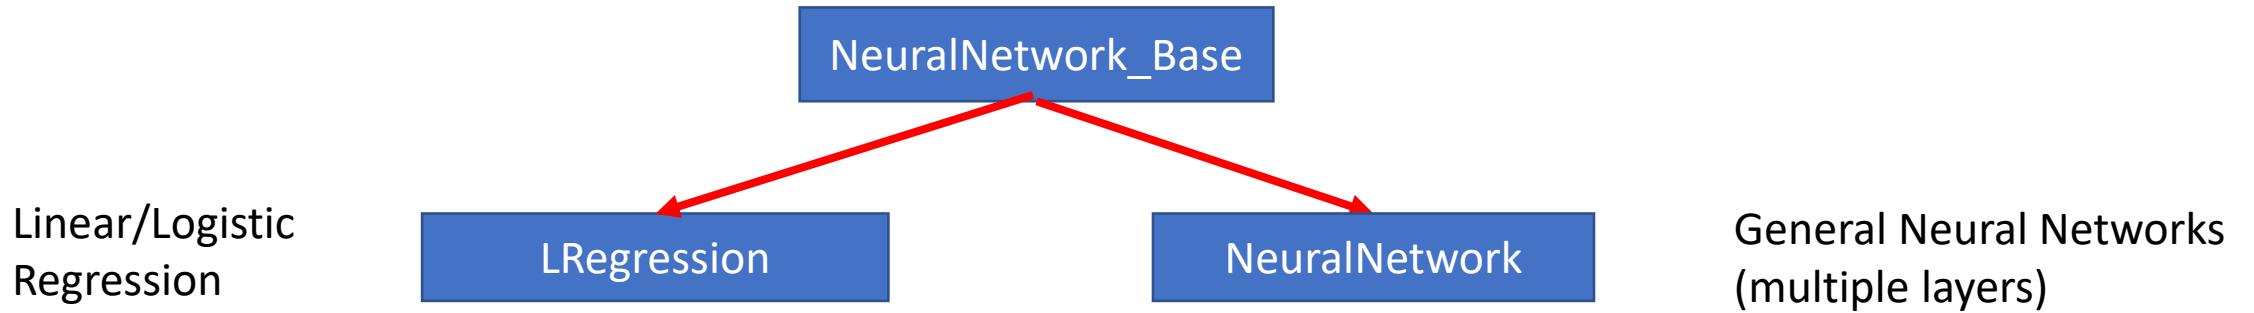 NeuralNetwork_Base
Linear/Logistic
Regression
LRegression
NeuralNetwork
General Neural Networks
(multiple layers)